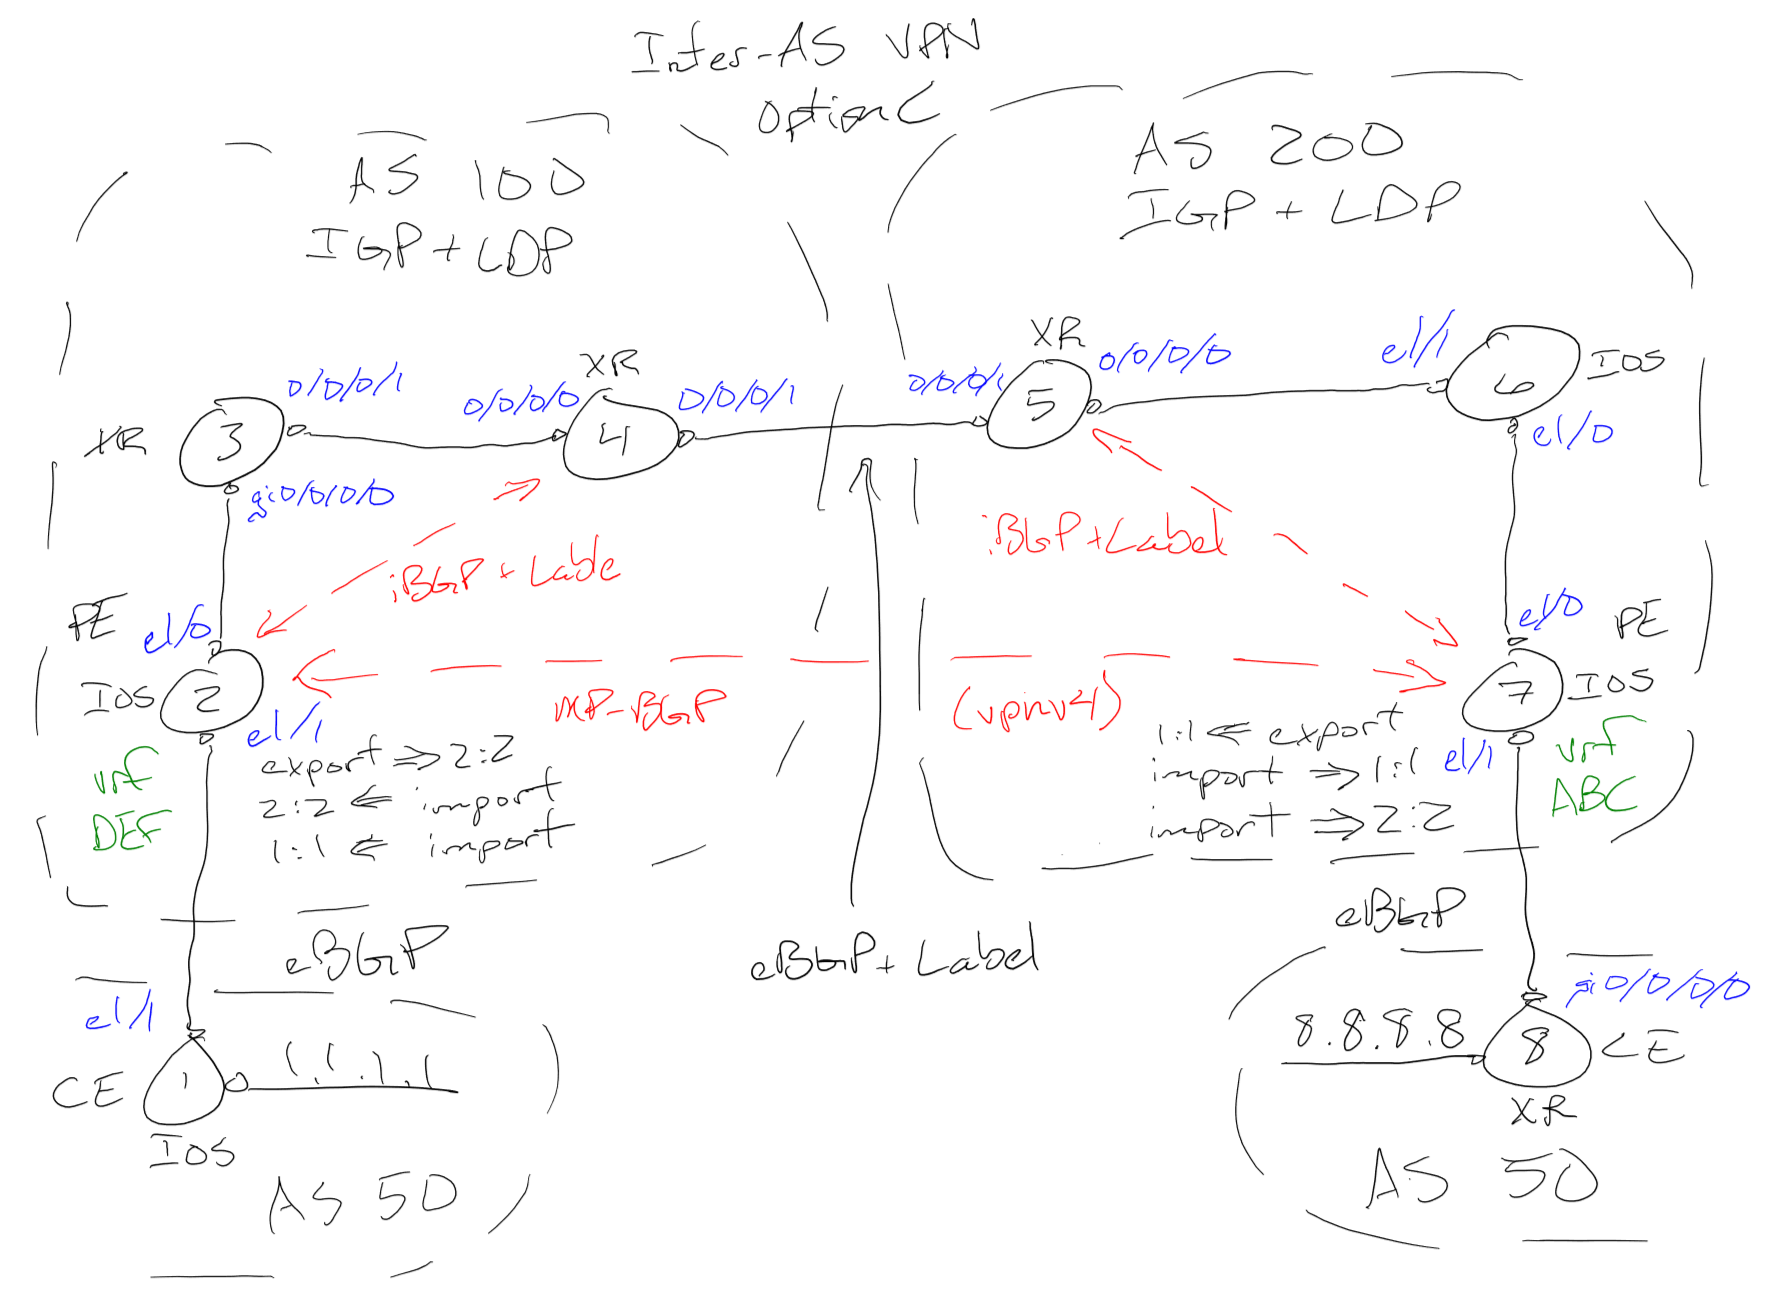 Inter-AS VPN
Option C
AS 100
IGP + LDP
AS 200
IGP + LDP
XR
3
0/0/0/1
gi0/0/0/0
XR
0/0/0/0
4
0/0/0/1
XR
0/0/0/1
5
0/0/0/0
e1/1
6
IOS
e1/0
iBGP + Lable
iBGP + Label
PE
e1/0
IOS
2
e1/1
MP-BGP
(vpnv4)
e1/0
PE
7
IOS
e1/1
vrf
DEF
export => 2:2
2:2 <= import
1:1 <= import
1:1 <= export
import => 1:1
import => 2:2
vrf
ABC
eBGP
eBGP + Label
eBGP
e1/1
CE
1
1.1.1.1
IOS
AS 50
gi0/0/0/0
8.8.8.8
8
CE
XR
AS 50